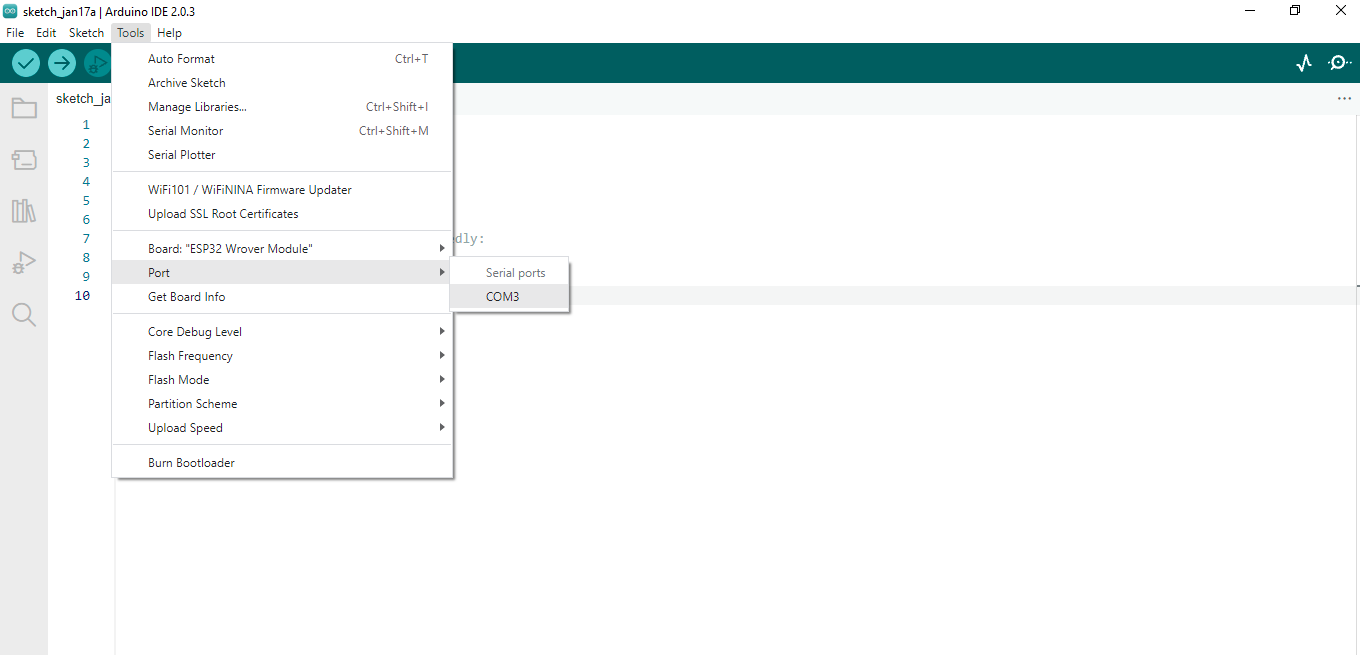 sketch_jan17a | Arduino IDE 2.0.3
File Edit Sketch Tools Help
sketch_ja
Auto Format Ctrl+T
Archive Sketch
Manage Libraries... Ctrl+Shift+I
Serial Monitor Ctrl+Shift+M
Serial Plotter
WiFi101 / WiFiNINA Firmware Updater
Upload SSL Root Certificates
Board: "ESP32 Wrover Module"
Port
Get Board Info
Core Debug Level
Flash Frequency
Flash Mode
Partition Scheme
Upload Speed
Burn Bootloader
Serial ports
COM3
1
2
3
4
5
6
7 dly:
8
9
10